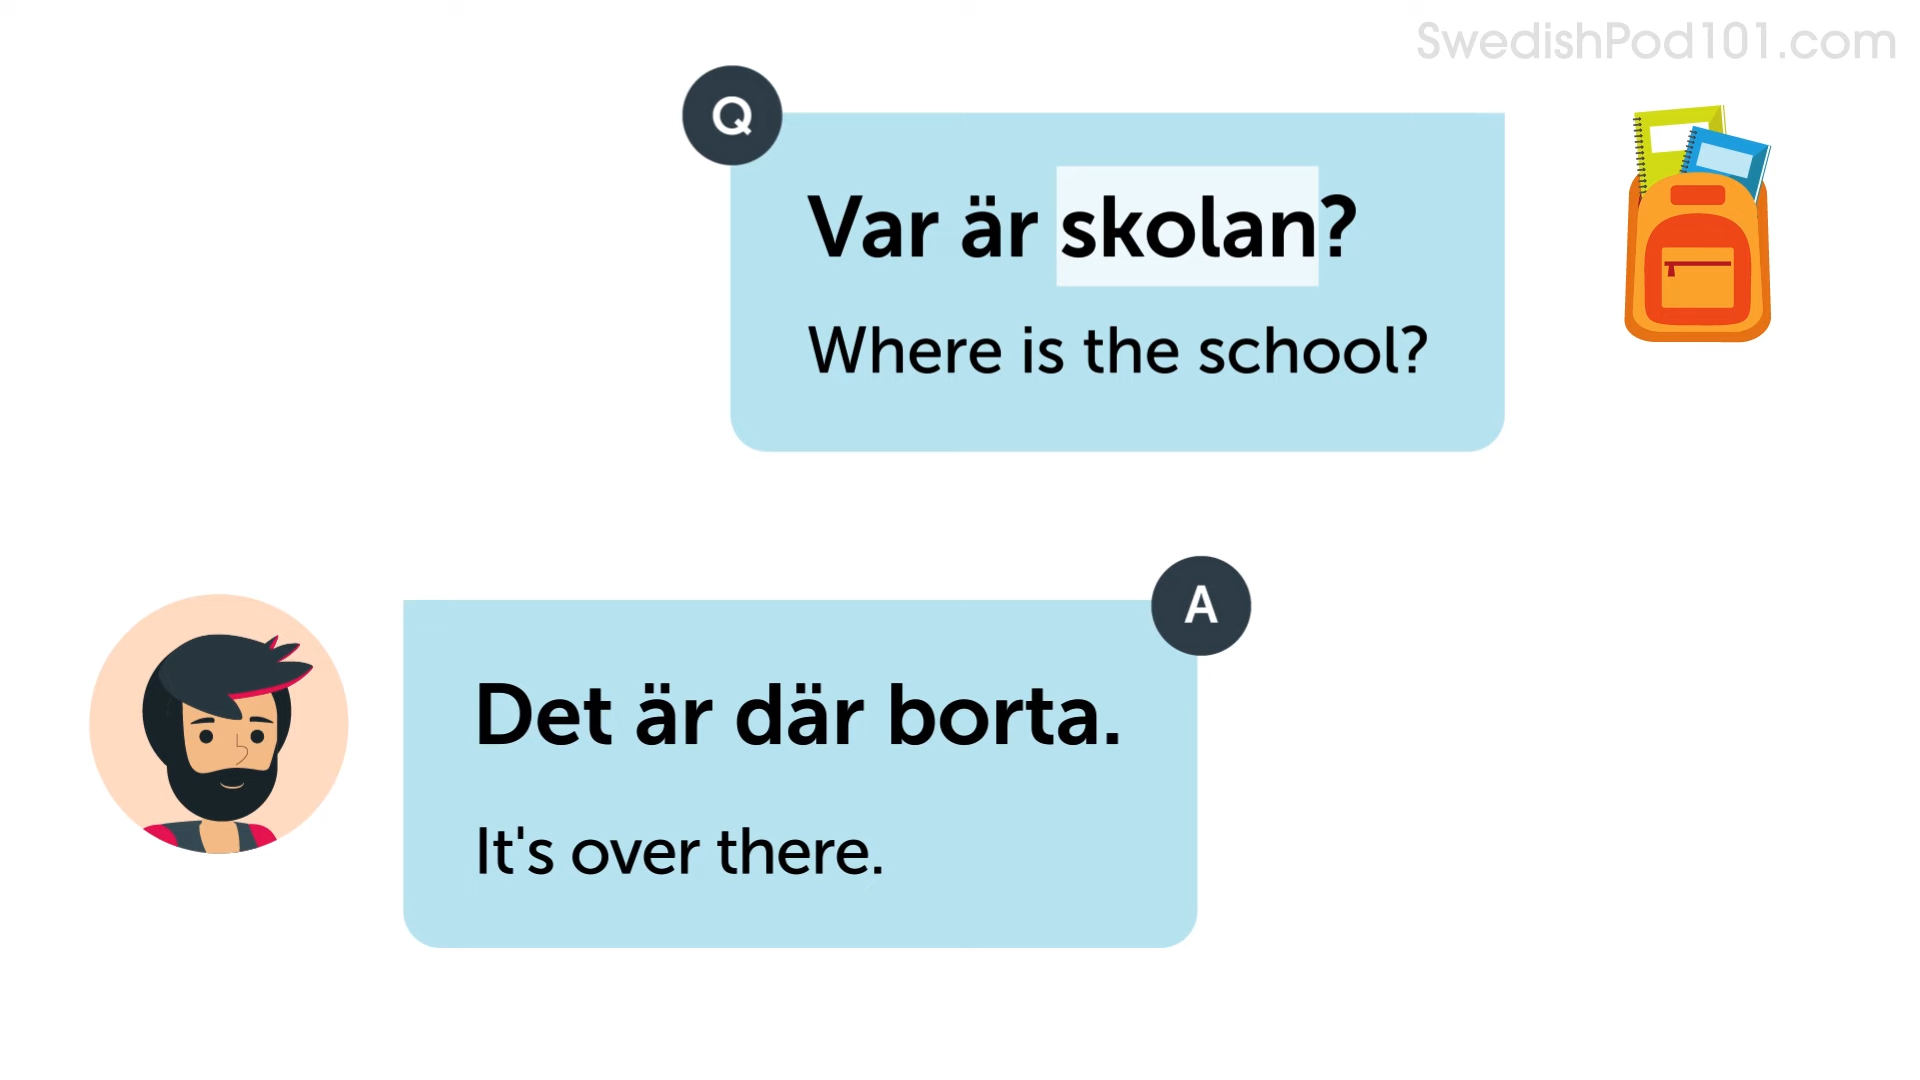 SwedishPod101.com
Q
Var är skolan?
Where is the school?
A
Det är där borta.
It's over there.